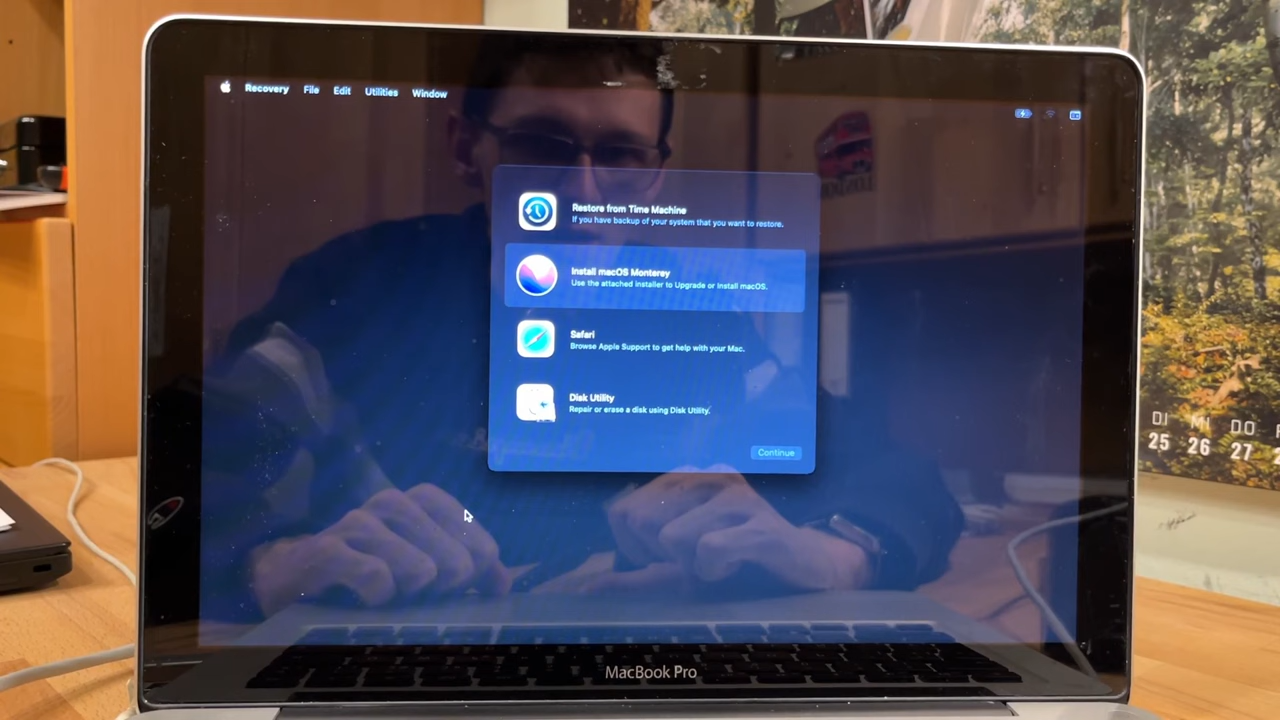 Recovery File Edit Utilities Window
Restore from Time Machine
If you have backup of your system that you want to restore.
Install macOS Monterey
Use the attached installer to Upgrade or Install macOS.
Safari
Browse Apple Support to get help with your Mac.
Disk Utility
Repair or erase a disk using Disk Utility.
Continue
MacBook Pro
LONDON
DI MI DO
25 26 27